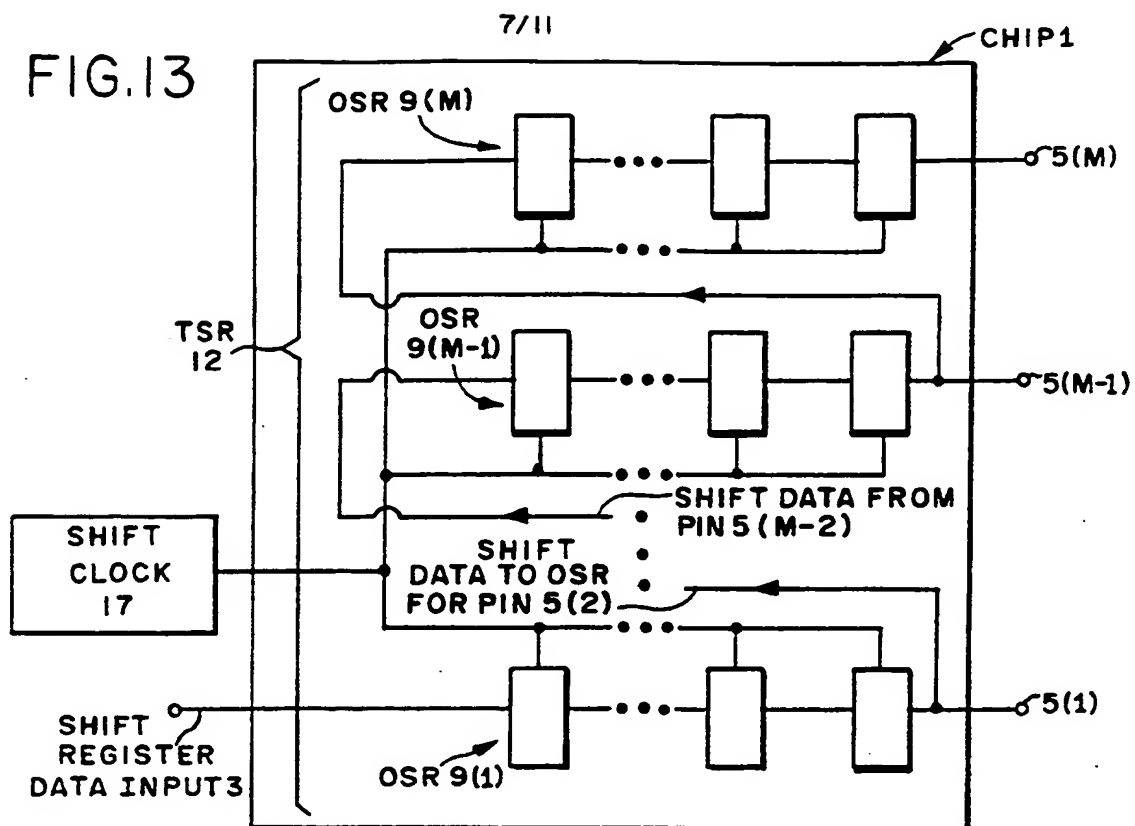 7/11
FIG.13
CHIP1
OSR 9(M)
5(M)
OSR
9(M-1)
TSR
12
5(M-1)
SHIFT DATA FROM
PIN 5(M-2)
SHIFT
CLOCK
17
SHIFT
DATA TO OSR
FOR PIN 5(2)
5(1)
SHIFT
REGISTER
DATA INPUT3
OSR 9(1)